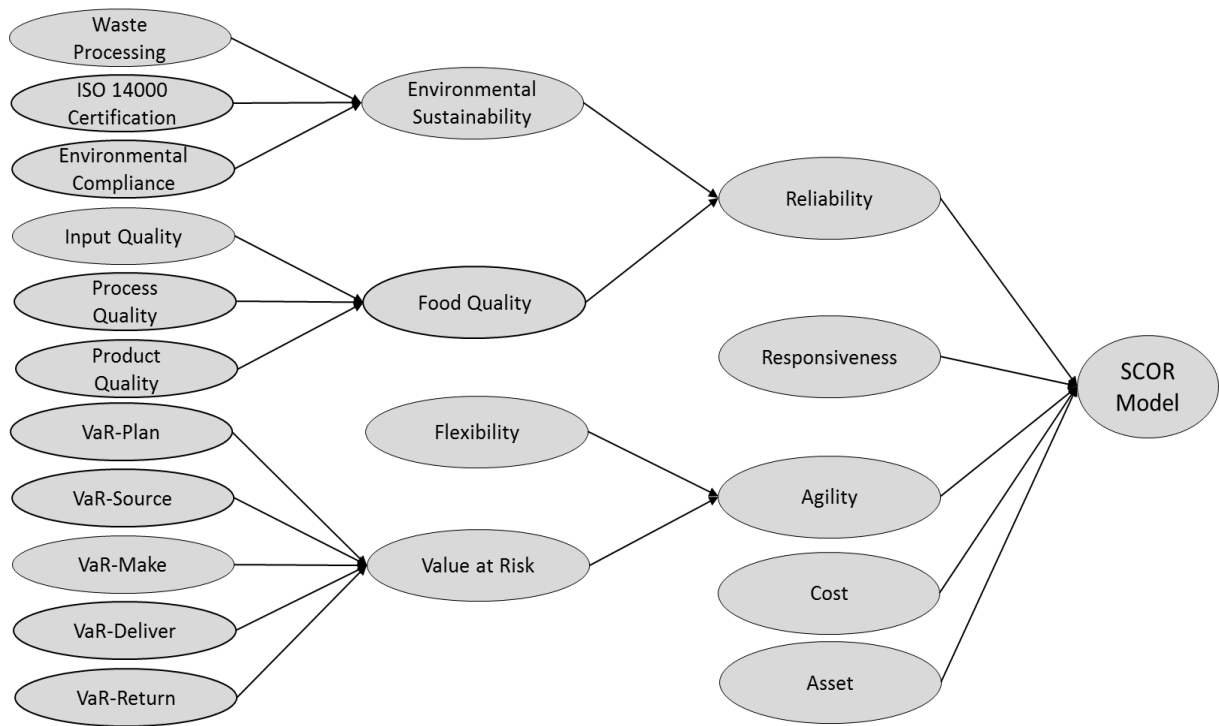 Waste
Processing
ISO 14000
Certification
Environmental
Compliance
Input Quality
Process
Quality
Product
Quality
VaR-Plan
VaR-Source
VaR-Make
VaR-Deliver
VaR-Return
Environmental
Sustainability
Food Quality
Flexibility
Value at Risk
Reliability
Responsiveness
Agility
Cost
Asset
SCOR
Model